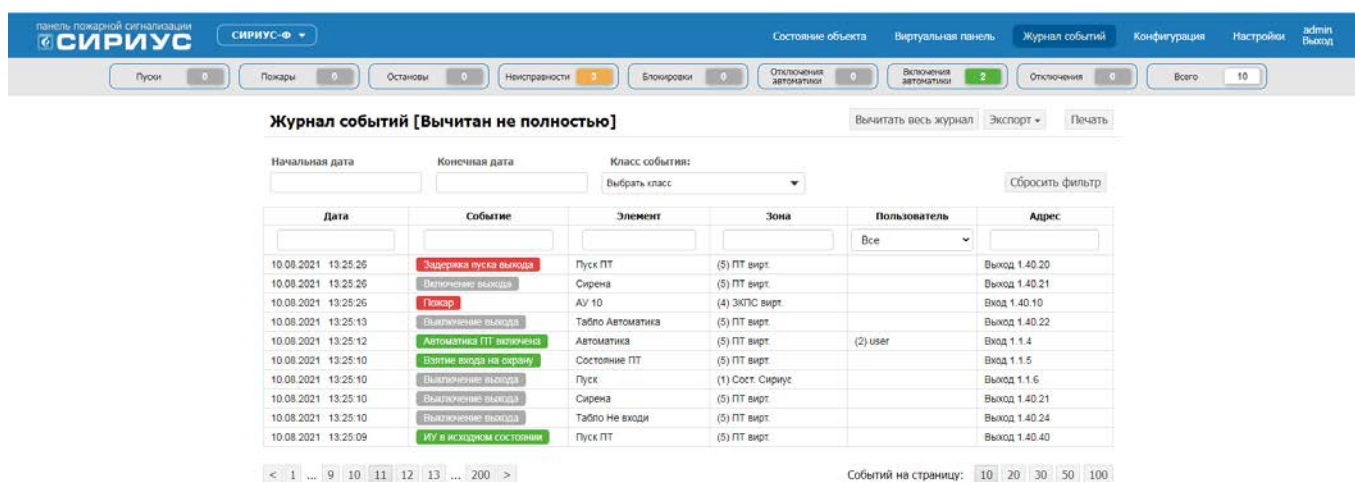 панель пожарной сигнализации
СИРИУС
СИРИУС-Ф
Состояние объекта Виртуальная панель Журнал событий Конфигурация Настройки admin
Выход
Пуски 0 Пожары 0 Остановы 0 Неисправности 3 Блокировки 0 Отключения автоматики 0 Включения автоматики 2 Отключения 0 Всего 10
Журнал событий [Вычитан не полностью] Вычитать весь журнал Экспорт Печать
Начальная дата Конечная дата Класс события:
Выбрать класс Сбросить фильтр
Дата Событие Элемент Зона Пользователь Адрес
Все
10.08.2021 13:25:26 Задержка пуска выхода Пуск ПТ (5) ПТ вирт. Выход 1.40.20
10.08.2021 13:25:26 Включение выхода Сирена (5) ПТ вирт. Выход 1.40.21
10.08.2021 13:25:26 Пожар АУ 10 (4) ЗКПС вирт. Вход 1.40.10
10.08.2021 13:25:13 Выключение выхода Табло Автоматика (5) ПТ вирт. Выход 1.40.22
10.08.2021 13:25:12 Автоматика ПТ включена Автоматика (5) ПТ вирт. (2) user Вход 1.1.4
10.08.2021 13:25:10 Взятие входа на охрану Состояние ПТ (5) ПТ вирт. Вход 1.1.5
10.08.2021 13:25:10 Выключение выхода Пуск (1) Сост. Сириус Выход 1.1.6
10.08.2021 13:25:10 Выключение выхода Сирена (5) ПТ вирт. Выход 1.40.21
10.08.2021 13:25:10 Выключение выхода Табло Не входи (5) ПТ вирт. Выход 1.40.24
10.08.2021 13:25:09 ИУ в исходном состоянии Пуск ПТ (5) ПТ вирт. Выход 1.40.40
< 1 ... 9 10 11 12 13 ... 200 > Событий на страницу: 10 20 30 50 100